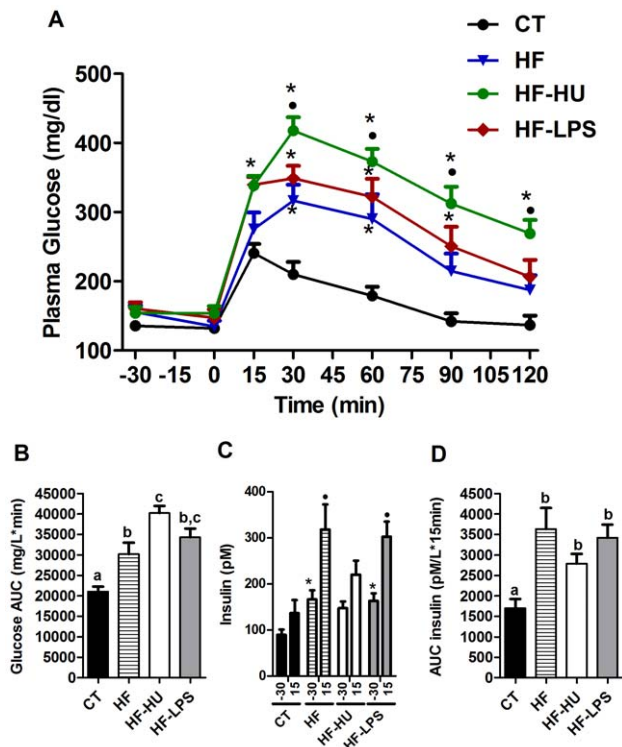 A
CT
HF
HF-HU
HF-LPS
Plasma Glucose (mg/dl)
500
400
300
200
100
* * * * * * * * * * *
-30 -15 0 15 30 45 60 75 90 105 120
Time (min)
B
Glucose AUC (mg/L*min)
45000
40000
35000
30000
25000
20000
15000
10000
5000
0
a b c b,c
CT HF HF-HU HF-LPS
C
Insulin (pM)
400
300
200
100
0
* *
-30 15 -30 15 -30 15 -30 15
CT HF HF-HU HF-LPS
D
AUC insulin (pM/L*15min)
4500
4000
3500
3000
2500
2000
1500
1000
500
0
a b b b
CT HF HF-HU HF-LPS